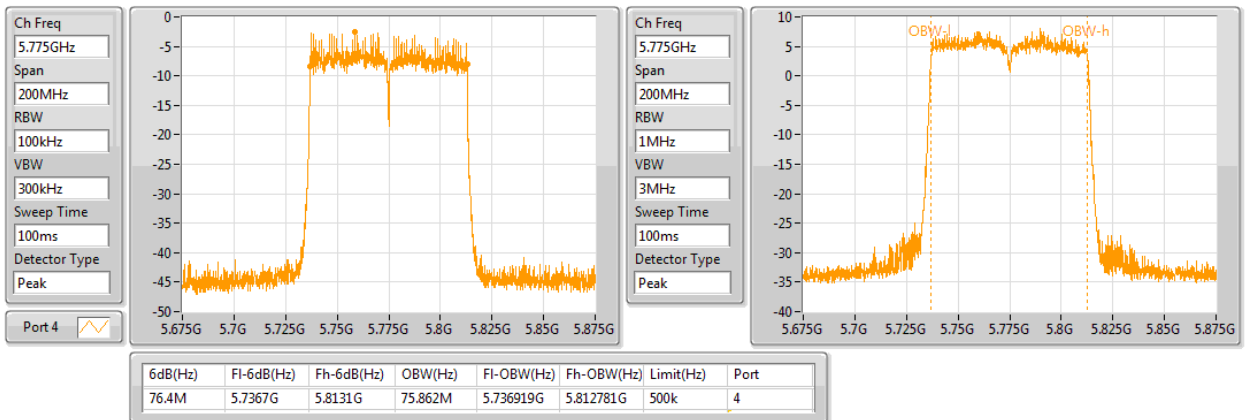 Ch Freq
5.775GHz
Span
200MHz
RBW
100kHz
VBW
300kHz
Sweep Time
100ms
Detector Type
Peak
Port 4
0
-5
-10
-15
-20
-25
-30
-35
-40
-45
-50
5.675G 5.7G 5.725G 5.75G 5.775G 5.8G 5.825G 5.85G 5.875G
Ch Freq
5.775GHz
Span
200MHz
RBW
1MHz
VBW
3MHz
Sweep Time
100ms
Detector Type
Peak
OBW-l OBW-h
10
5
0
-5
-10
-15
-20
-25
-30
-35
-40
5.675G 5.7G 5.725G 5.75G 5.775G 5.8G 5.825G 5.85G 5.875G
6dB(Hz) Fl-6dB(Hz) Fh-6dB(Hz) OBW(Hz) Fl-OBW(Hz) Fh-OBW(Hz) Limit(Hz) Port
76.4M 5.7367G 5.8131G 75.862M 5.736919G 5.812781G 500k 4